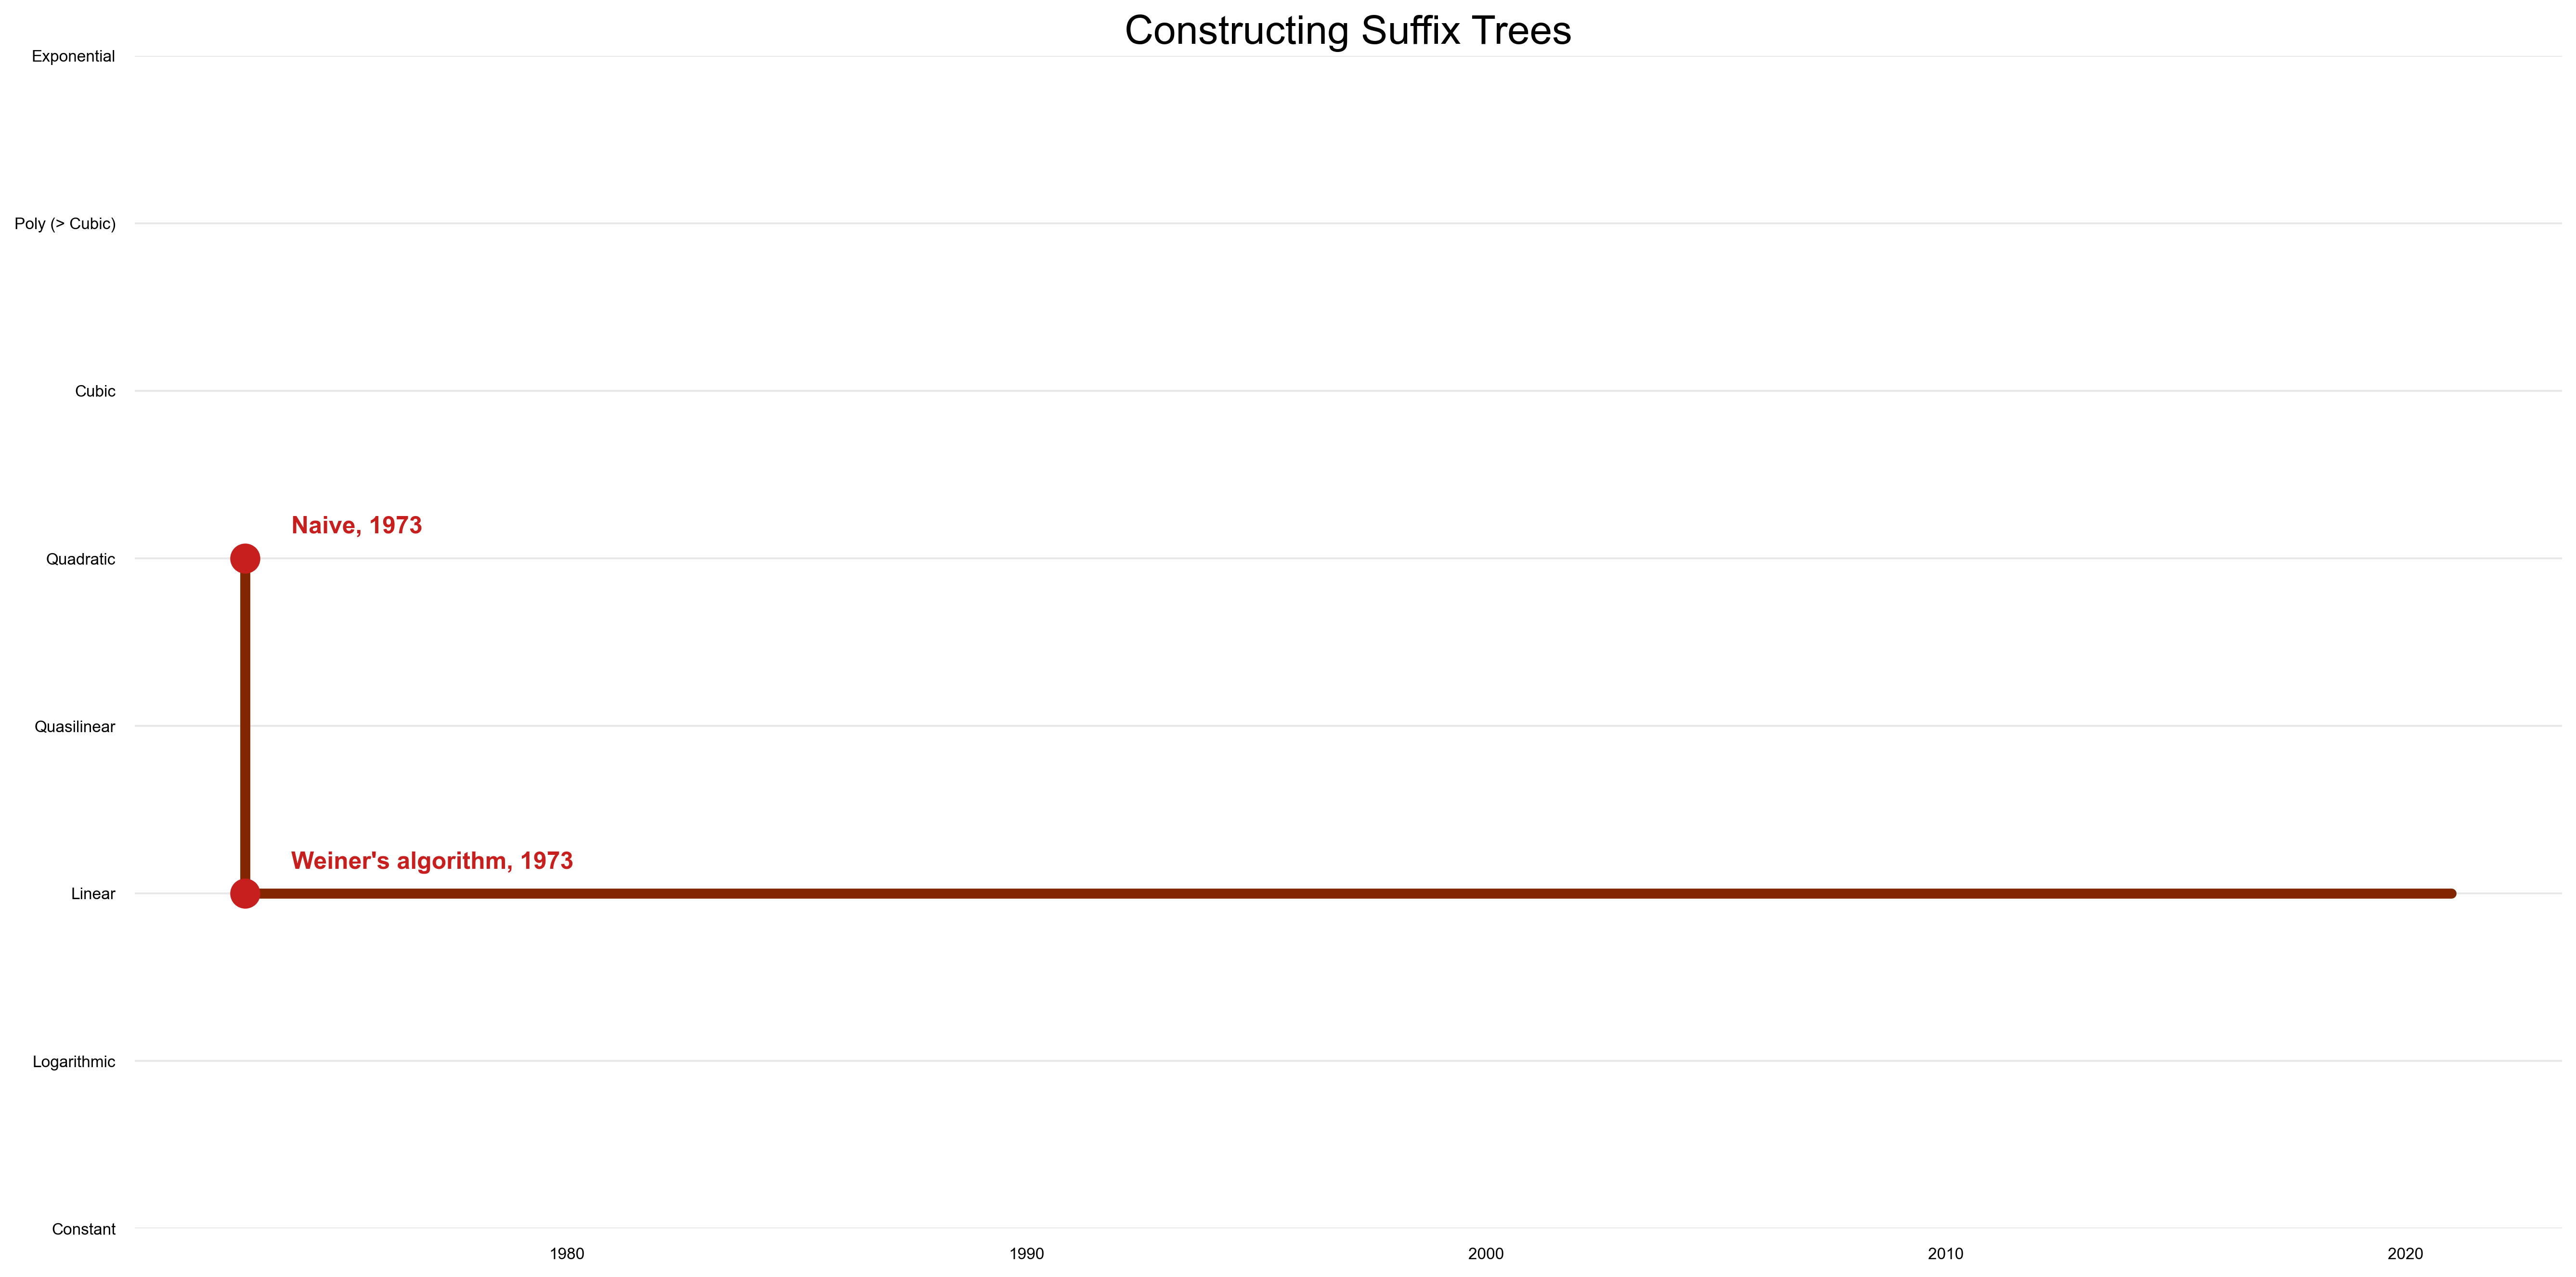 Constructing Suffix Trees
Exponential
Poly (> Cubic)
Cubic
Quadratic
Quasilinear
Linear
Logarithmic
Constant
Naive, 1973
Weiner's algorithm, 1973
1980
1990
2000
2010
2020